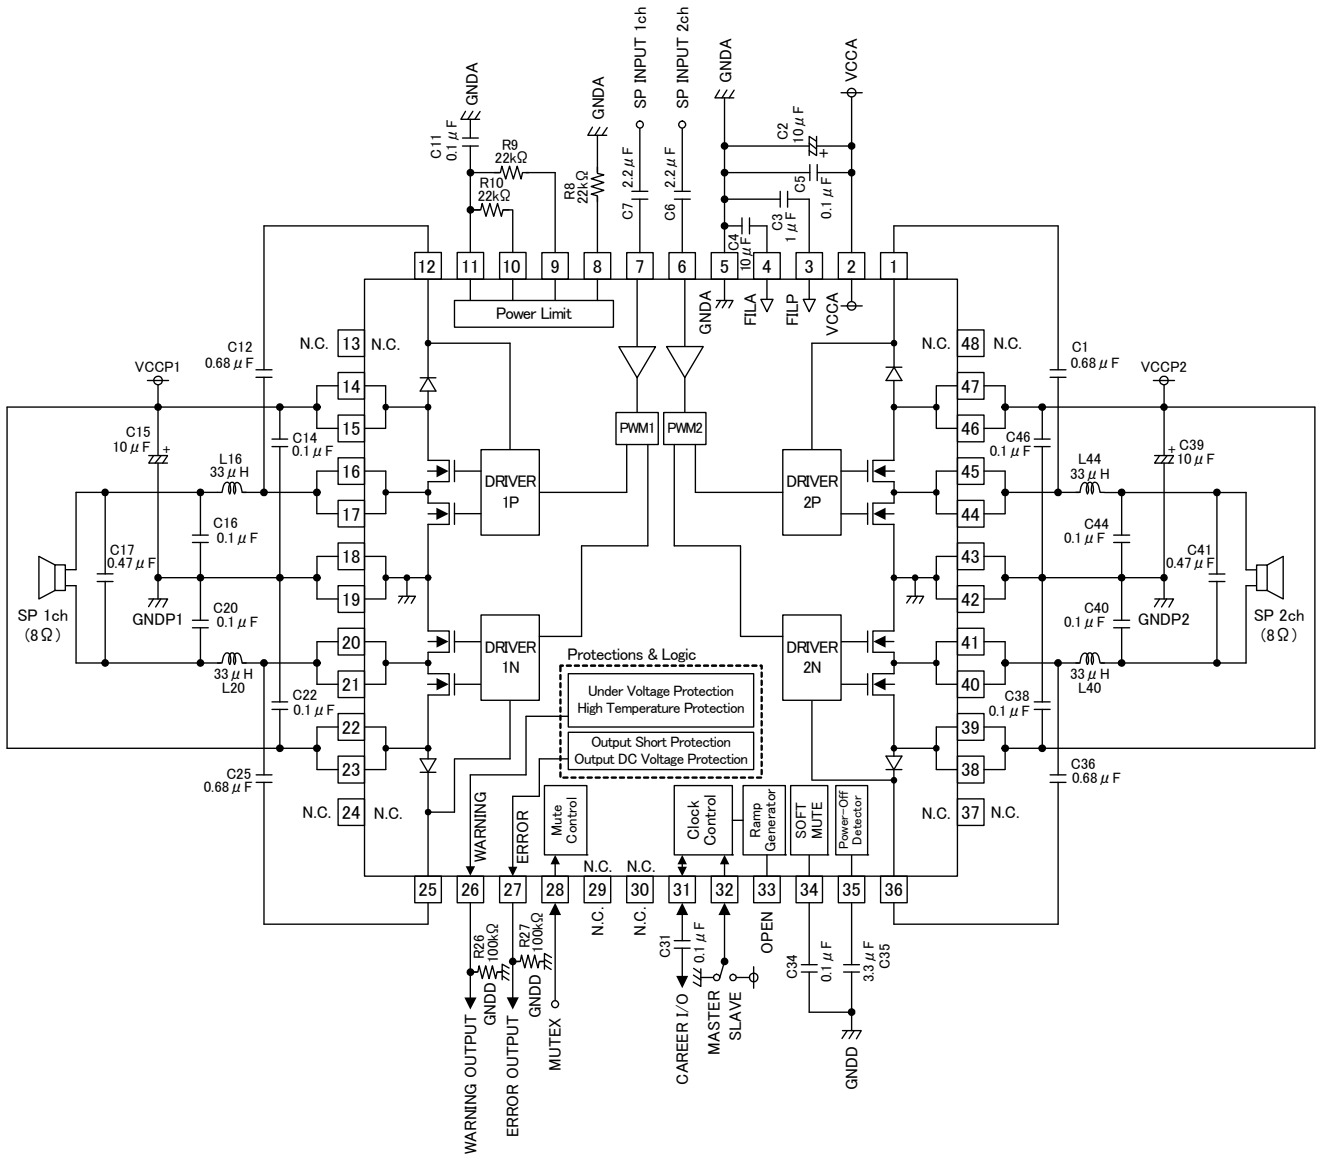 SP INPUT 1ch
SP INPUT 2ch
GNDA
VCCA
GNDA
GNDA
C11
0.1μF
R9
22kΩ
R10
22kΩ
R8
22kΩ
2.2μF
C7
2.2μF
C6
C2
10μF
+
C5
0.1μF
C3
1μF
C4
10μF
12
11
10
9
8
7
6
5
4
3
2
1
Power Limit
GNDA
FILA
FILP
VCCA
N.C.
13
N.C.
N.C.
48
N.C.
C12
0.68μF
C1
0.68μF
VCCP1
VCCP2
14
15
47
46
C15
10μF
+
C14
0.1μF
PWM1
PWM2
C46
0.1μF
+
C39
10μF
L16
33μH
16
17
DRIVER
1P
DRIVER
2P
45
44
L44
33μH
C16
0.1μF
C44
0.1μF
C17
0.47μF
C41
0.47μF
18
19
43
42
SP 1ch
(8Ω)
GNDP1
C20
0.1μF
C40
0.1μF
GNDP2
SP 2ch
(8Ω)
20
21
DRIVER
1N
DRIVER
2N
41
40
33μH
L20
33μH
L40
Protections & Logic
Under Voltage Protection
High Temperature Protection
Output Short Protection
Output DC Voltage Protection
C22
0.1μF
C38
0.1μF
22
23
39
38
C25
0.68μF
C36
0.68μF
N.C.
24
N.C.
N.C.
37
N.C.
WARNING
ERROR
Mute
Control
Clock
Control
Ramp
Generator
SOFT
MUTE
Power-Off
Detector
N.C.
N.C.
25
26
27
28
29
30
31
32
33
34
35
36
N.C.
N.C.
OPEN
R26
100kΩ
R27
100kΩ
GNDD
GNDD
C31
0.1μF
C34
0.1μF
3.3μF
C35
WARNING OUTPUT
ERROR OUTPUT
MUTEX
CAREER I/O
MASTER
SLAVE
GNDD